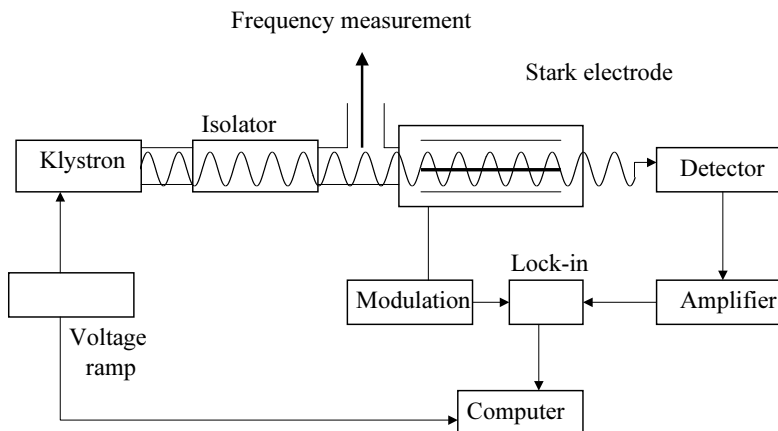 Frequency measurement
Stark electrode
Isolator
Klystron
Detector
Lock-in
Modulation
Amplifier
Voltage
ramp
Computer